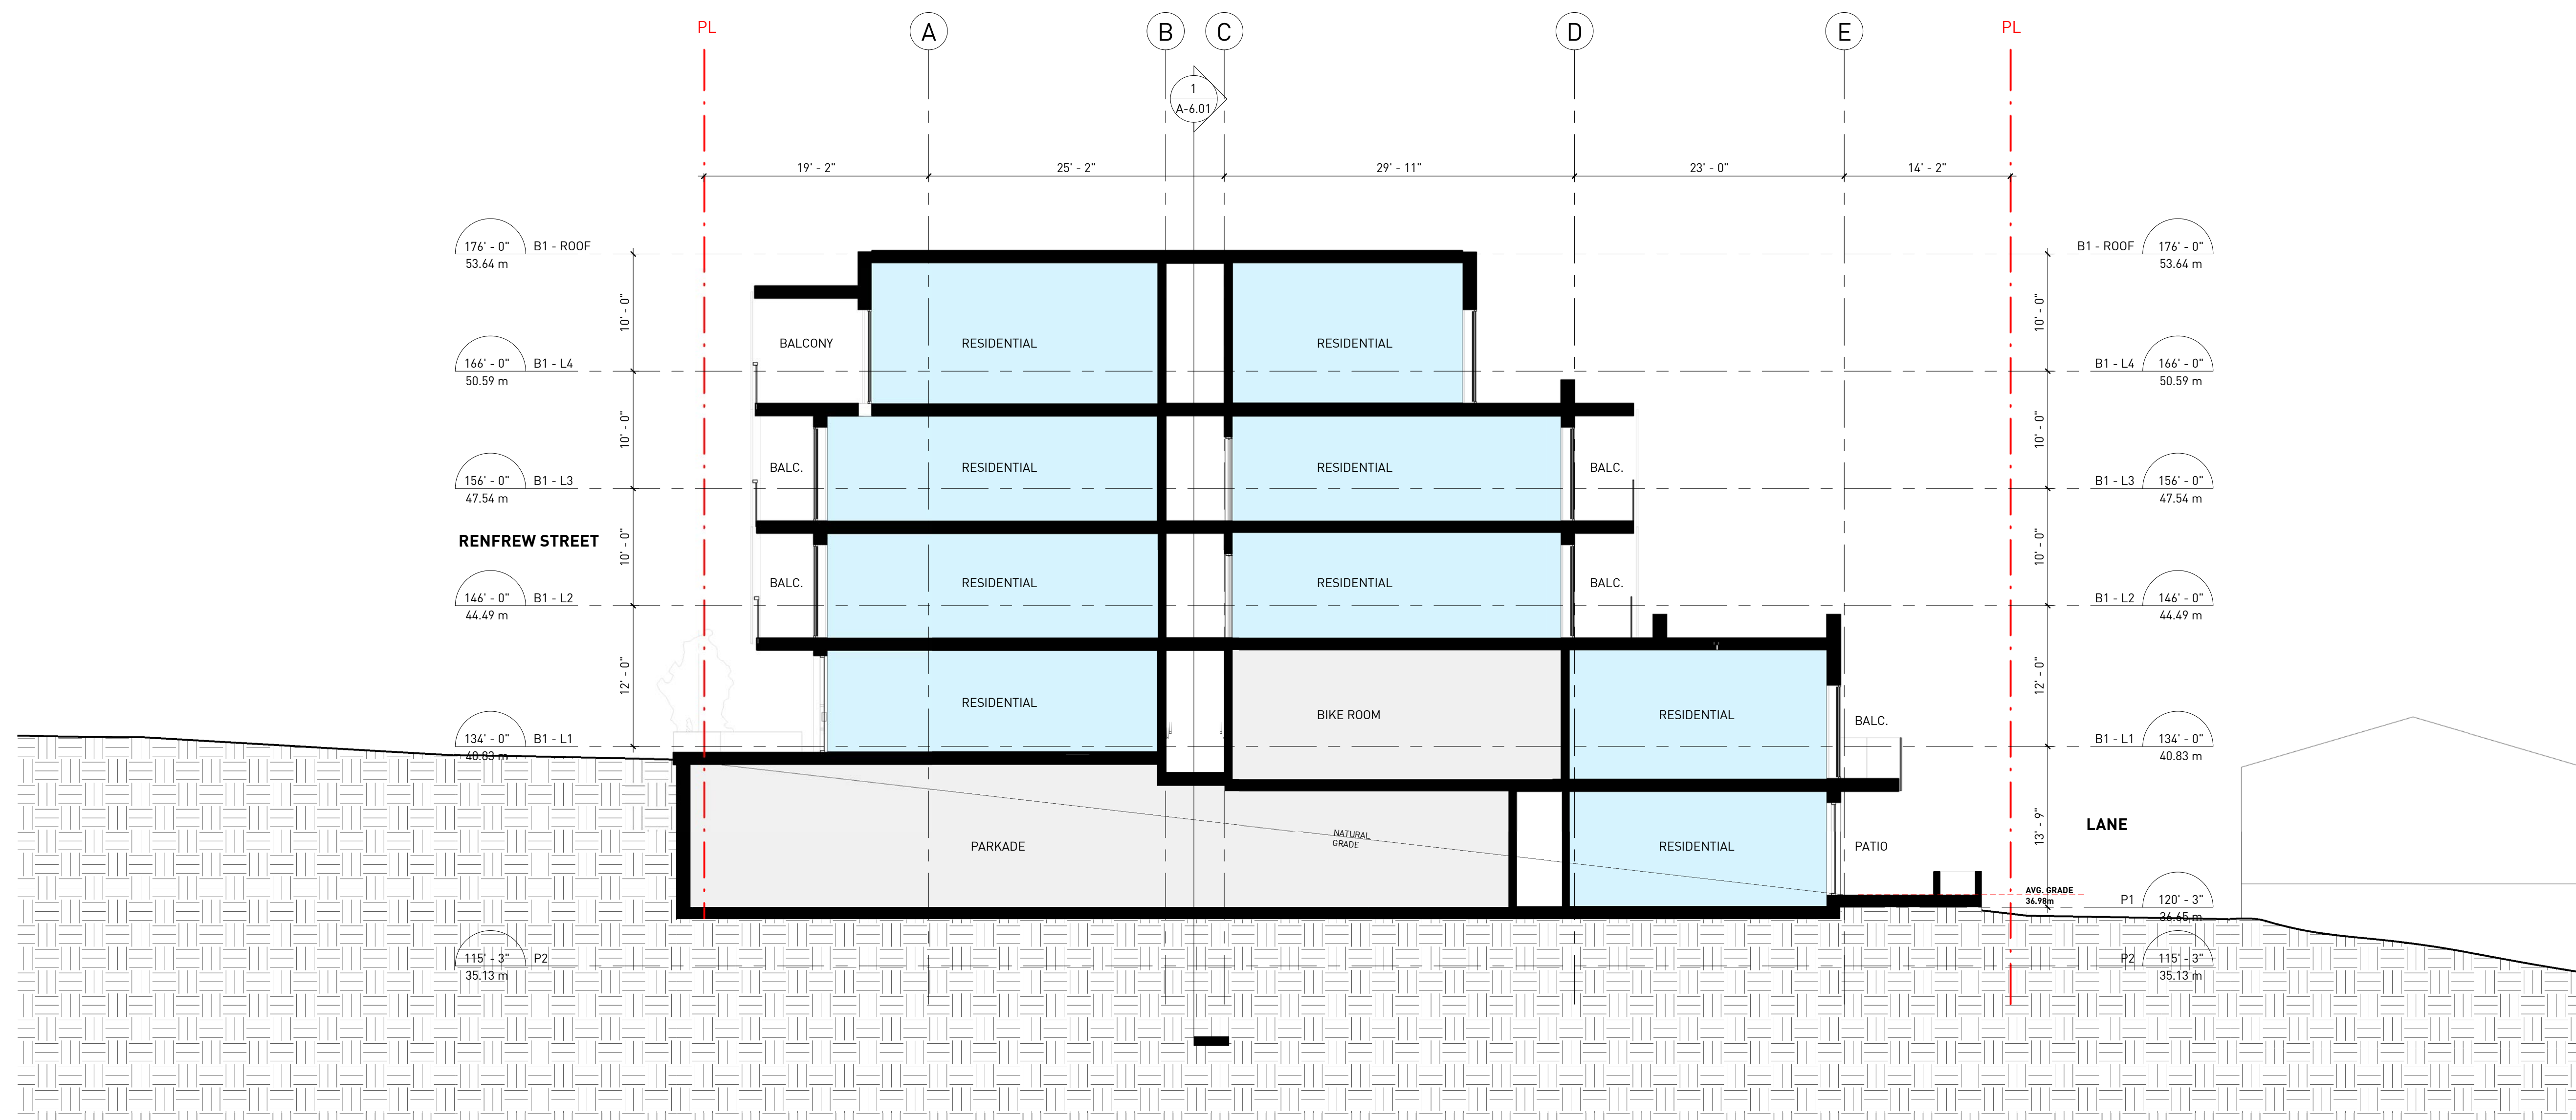 PL A B C D E PL
1
A-6.01
19' - 2" 25' - 2" 29' - 11" 23' - 0" 14' - 2"
176' - 0" B1 - ROOF B1 - ROOF 176' - 0"
53.64 m 53.64 m
10' - 0" 10' - 0"
BALCONY RESIDENTIAL RESIDENTIAL
166' - 0" B1 - L4 B1 - L4 166' - 0"
50.59 m 50.59 m
10' - 0" 10' - 0"
BALC. RESIDENTIAL RESIDENTIAL BALC.
156' - 0" B1 - L3 B1 - L3 156' - 0"
47.54 m 47.54 m
RENFREW STREET
10' - 0" 10' - 0"
BALC. RESIDENTIAL RESIDENTIAL BALC.
146' - 0" B1 - L2 B1 - L2 146' - 0"
44.49 m 44.49 m
12' - 0" 12' - 0"
RESIDENTIAL
BIKE ROOM RESIDENTIAL BALC.
134' - 0" B1 - L1 B1 - L1 134' - 0"
40.83 m 40.83 m
13' - 9" LANE
NATURAL
GRADE
PARKADE RESIDENTIAL PATIO
AVG. GRADE
36.98m
P1 120' - 3"
36.65 m
115' - 3" P2 P2 115' - 3"
35.13 m 35.13 m